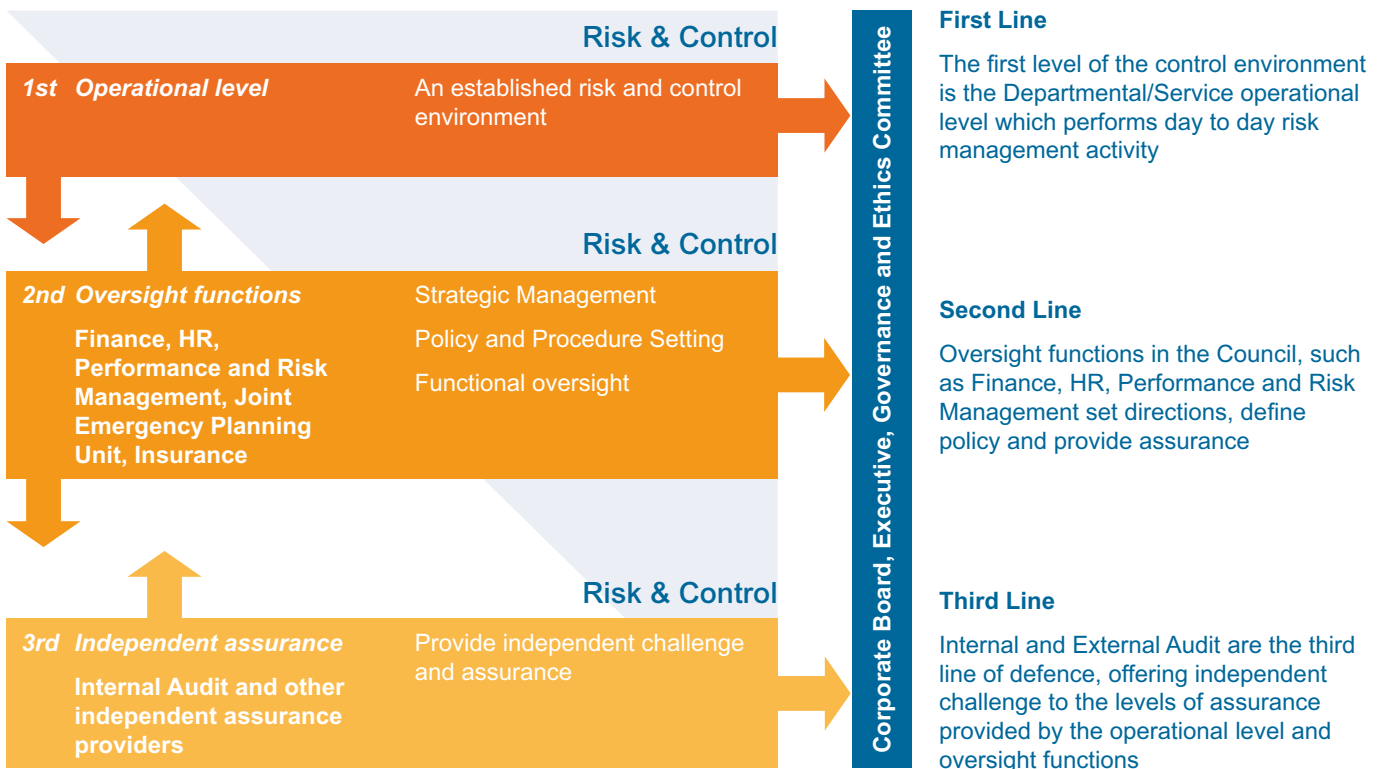 Risk & Control
1st Operational level
An established risk and control
environment
Risk & Control
2nd Oversight functions
Finance, HR,
Performance and Risk
Management, Joint
Emergency Planning
Unit, Insurance
Strategic Management
Policy and Procedure Setting
Functional oversight
Risk & Control
3rd Independent assurance
Internal Audit and other
independent assurance
providers
Provide independent challenge
and assurance
Corporate Board, Executive, Governance and Ethics Committee
First Line
The first level of the control environment
is the Departmental/Service operational
level which performs day to day risk
management activity
Second Line
Oversight functions in the Council, such
as Finance, HR, Performance and Risk
Management set directions, define
policy and provide assurance
Third Line
Internal and External Audit are the third
line of defence, offering independent
challenge to the levels of assurance
provided by the operational level and
oversight functions